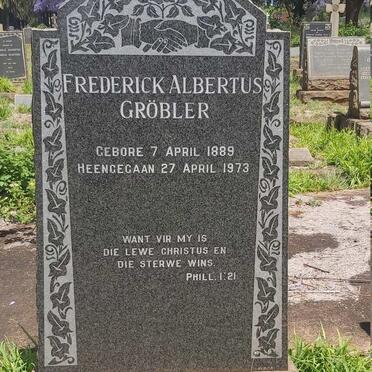 FREDERICK ALBERTUS
GRÖBLER
GEBORE 7 APRIL 1889
HEENGEGAAN 27 APRIL 1973
WANT VIR MY IS
DIE LEWE CHRISTUS EN
DIE STERWE WINS.
PHILL. 1:21